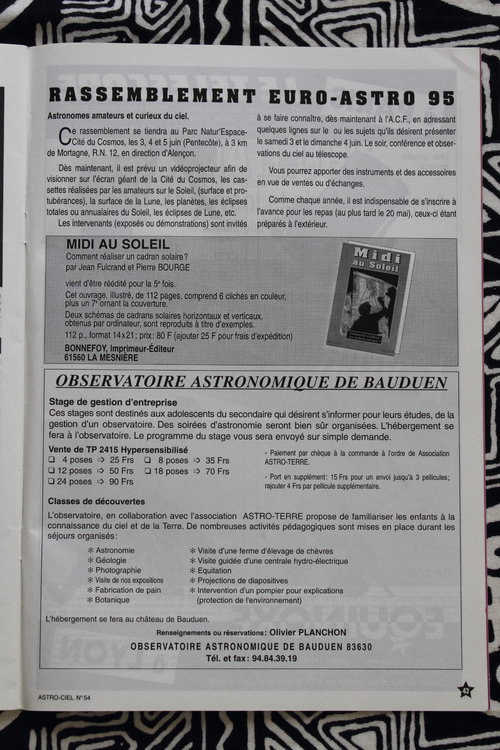 RASSEMBLEMENT EURO-ASTRO 95
Astronomes amateurs et curieux du ciel.
Ce rassemblement se tiendra au Parc Natur'Espace-
Cité du Cosmos, les 3, 4 et 5 juin (Pentecôte), à 3 km
de Mortagne, R.N. 12, en direction d'Alençon.
Dès maintenant, il est prévu un vidéoprojecteur afin de
visionner sur l'écran géant de la Cité du Cosmos, les cas-
settes réalisées par les amateurs sur le Soleil, (surface et pro-
tubérances), la surface de la Lune, les planètes, les éclipses
totales ou annualaires du Soleil, les éclipses de Lune, etc.
Les intervenants (exposés ou démonstrations) sont invités
à se faire connaître, dès maintenant à l'A.C.F., en adressant
quelques lignes sur le ou les sujets qu'ils désirent présenter
le samedi 3 et le dimanche 4 juin. Le soir, conférence et obser-
vations du ciel au télescope.
Vous pourrez apporter des instruments et des accessoires
en vue de ventes ou d'échanges.
Comme chaque année, il est indispensable de s'inscrire à
l'avance pour les repas (au plus tard le 20 mai), ceux-ci étant
préparés à l'extérieur.
MIDI AU SOLEIL
Comment réaliser un cadran solaire?
par Jean Fulcrand et Pierre BOURGE
vient d'être réédité pour la 5e fois.
Cet ouvrage, illustré, de 112 pages, comprend 6 clichés en couleur,
plus un 7e ornant la couverture.
Deux schémas de cadrans solaires horizontaux et verticaux,
obtenus par ordinateur, sont reproduits à titre d'exemples.
112 p., format 14x21; prix: 80 F (ajouter 25 F pour frais d'expédition)
BONNEFOY, Imprimeur-Éditeur
61560 LA MESNIÈRE
Midi
au Soleil
OBSERVATOIRE ASTRONOMIQUE DE BAUDUEN
Stage de gestion d'entreprise
Ces stages sont destinés aux adolescents du secondaire qui désirent s'informer pour leurs études, de la
gestion d'un observatoire. Des soirées d'astronomie seront bien sûr organisées. L'hébergement se
fera à l'observatoire. Le programme du stage vous sera envoyé sur simple demande.
Vente de TP 2415 Hypersensibilisé
❏ 4 poses ➩ 25 Frs ❏ 8 poses ➩ 35 Frs
❏ 12 poses ➩ 50 Frs ❏ 18 poses ➩ 70 Frs
❏ 24 poses ➩ 90 Frs
- Paiement par chèque à la commande à l'ordre de Association
ASTRO-TERRE.
- Port en supplément: 15 Frs pour un envoi jusqu'à 3 pellicules;
rajouter 4 Frs par pellicule supplémentaire.
Classes de découvertes
L'observatoire, en collaboration avec l'association ASTRO-TERRE propose de familiariser les enfants à la
connaissance du ciel et de la Terre. De nombreuses activités pédagogiques sont mises en place durant les
séjours organisés:
✻ Astronomie
✻ Géologie
✻ Photographie
✻ Visite de nos expositions
✻ Fabrication de pain
✻ Botanique
✻ Visite d'une ferme d'élevage de chèvres
✻ Visite guidée d'une centrale hydro-électrique
✻ Equitation
✻ Projections de diapositives
✻ Intervention d'un pompier pour explications
(protection de l'environnement)
L'hébergement se fera au château de Bauduen.
Renseignements ou réservations: Olivier PLANCHON
OBSERVATOIRE ASTRONOMIQUE DE BAUDUEN 83630
Tél. et fax: 94.84.39.19
ASTRO-CIEL N°54
43